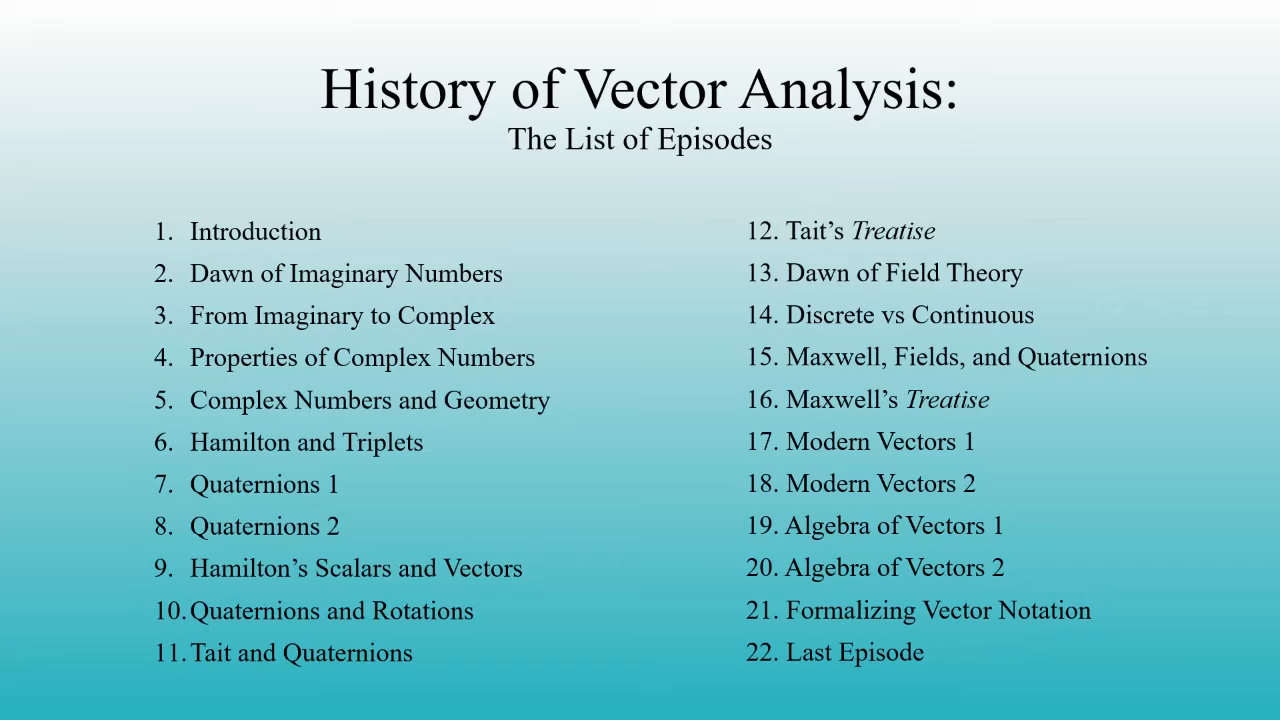 History of Vector Analysis:
The List of Episodes
1. Introduction
2. Dawn of Imaginary Numbers
3. From Imaginary to Complex
4. Properties of Complex Numbers
5. Complex Numbers and Geometry
6. Hamilton and Triplets
7. Quaternions 1
8. Quaternions 2
9. Hamilton’s Scalars and Vectors
10. Quaternions and Rotations
11. Tait and Quaternions
12. Tait’s Treatise
13. Dawn of Field Theory
14. Discrete vs Continuous
15. Maxwell, Fields, and Quaternions
16. Maxwell’s Treatise
17. Modern Vectors 1
18. Modern Vectors 2
19. Algebra of Vectors 1
20. Algebra of Vectors 2
21. Formalizing Vector Notation
22. Last Episode